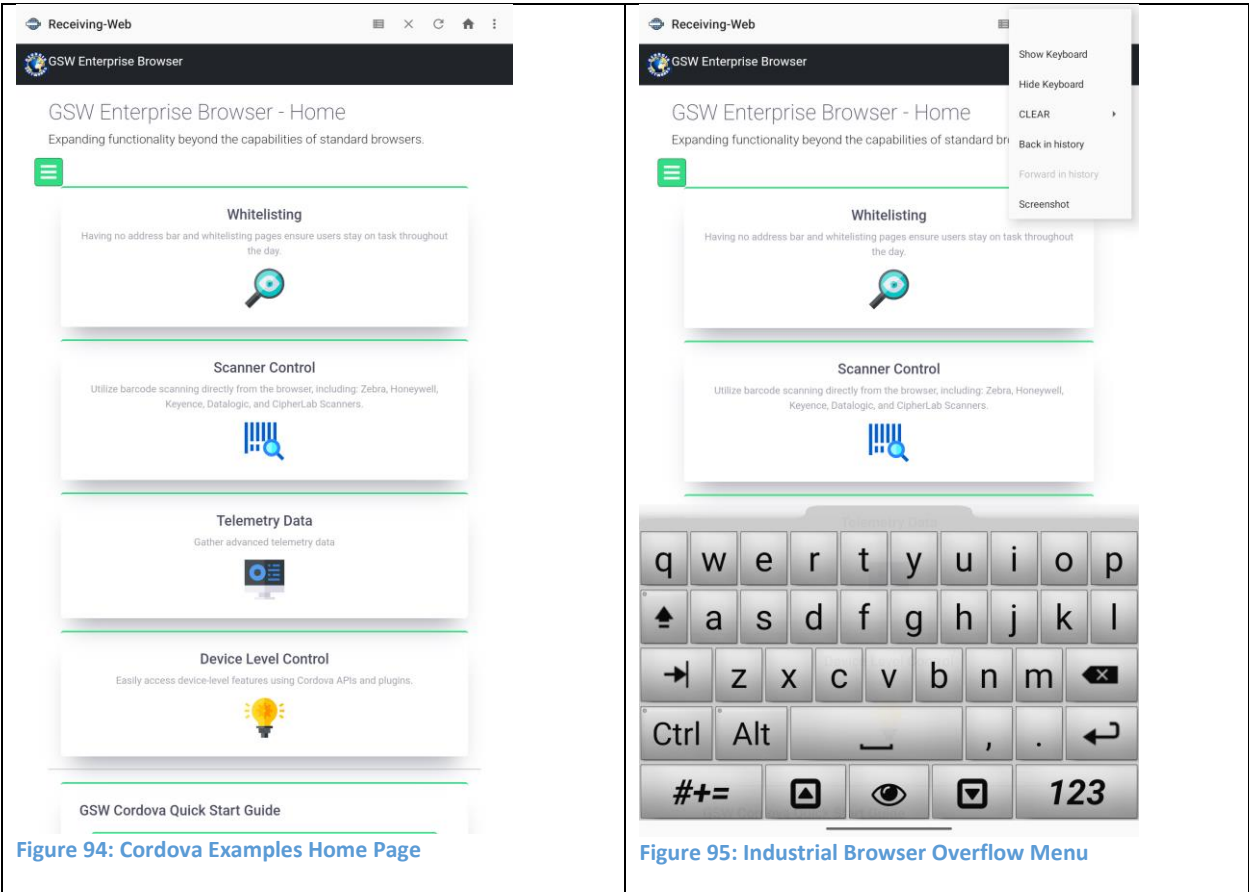 Receiving-Web
GSW Enterprise Browser
GSW Enterprise Browser - Home
Expanding functionality beyond the capabilities of standard browsers.
Whitelisting
Having no address bar and whitelisting pages ensure users stay on task throughout
the day.
Scanner Control
Utilize barcode scanning directly from the browser, including: Zebra, Honeywell,
Keyence, Datalogic, and CipherLab Scanners.
Telemetry Data
Gather advanced telemetry data
Device Level Control
Easily access device-level features using Cordova APIs and plugins.
GSW Cordova Quick Start Guide
Figure 94: Cordova Examples Home Page
Receiving-Web
GSW Enterprise Browser
GSW Enterprise Browser - Home
Expanding functionality beyond the capabilities of standard br
Show Keyboard
Hide Keyboard
CLEAR
Back in history
Forward in history
Screenshot
Whitelisting
Having no address bar and whitelisting pages ensure users stay on task throughout
the day.
Scanner Control
Utilize barcode scanning directly from the browser, including: Zebra, Honeywell,
Keyence, Datalogic, and CipherLab Scanners.
Telemetry Data
q w e r t y u i o p
a s d f g h j k l
z x c v b n m
Ctrl Alt , .
#+= 123
Figure 95: Industrial Browser Overflow Menu